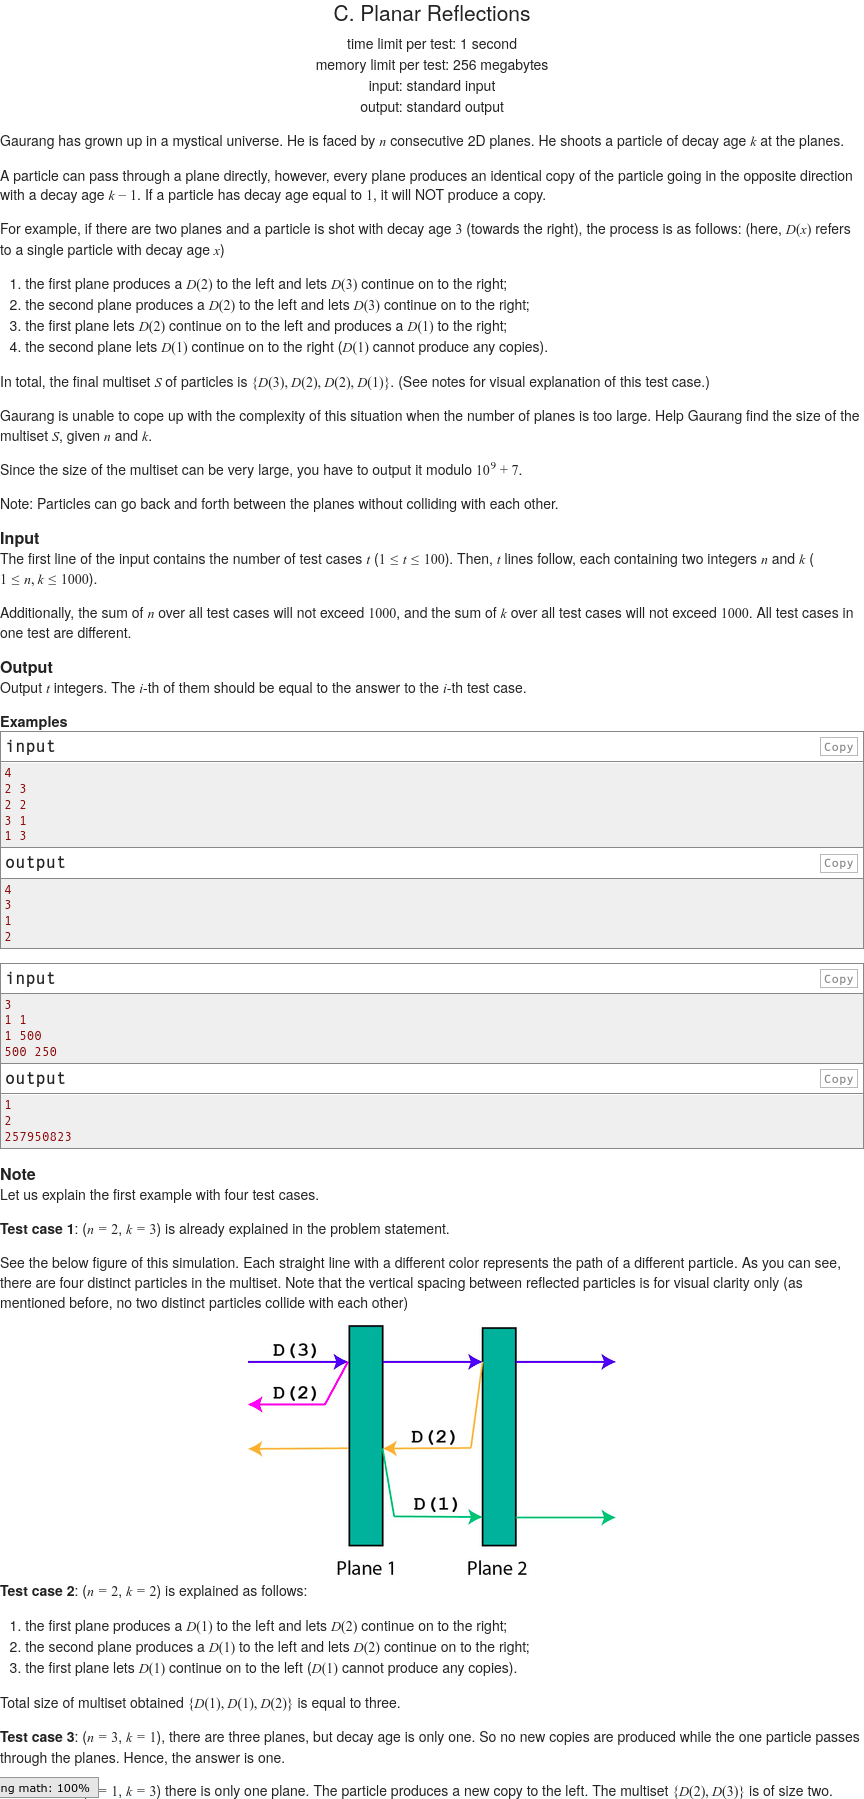 C. Planar Reflections
time limit per test: 1 second
memory limit per test: 256 megabytes
input: standard input
output: standard output
Gaurang has grown up in a mystical universe. He is faced by n consecutive 2D planes. He shoots a particle of decay age k at the planes.
A particle can pass through a plane directly, however, every plane produces an identical copy of the particle going in the opposite direction
with a decay age k − 1. If a particle has decay age equal to 1, it will NOT produce a copy.
For example, if there are two planes and a particle is shot with decay age 3 (towards the right), the process is as follows: (here, D(x) refers
to a single particle with decay age x)
1. the first plane produces a D(2) to the left and lets D(3) continue on to the right;
2. the second plane produces a D(2) to the left and lets D(3) continue on to the right;
3. the first plane lets D(2) continue on to the left and produces a D(1) to the right;
4. the second plane lets D(1) continue on to the right (D(1) cannot produce any copies).
In total, the final multiset S of particles is {D(3), D(2), D(2), D(1)}. (See notes for visual explanation of this test case.)
Gaurang is unable to cope up with the complexity of this situation when the number of planes is too large. Help Gaurang find the size of the
multiset S, given n and k.
Since the size of the multiset can be very large, you have to output it modulo 10⁹ + 7.
Note: Particles can go back and forth between the planes without colliding with each other.
Input
The first line of the input contains the number of test cases t (1 ≤ t ≤ 100). Then, t lines follow, each containing two integers n and k (
1 ≤ n, k ≤ 1000).
Additionally, the sum of n over all test cases will not exceed 1000, and the sum of k over all test cases will not exceed 1000. All test cases in
one test are different.
Output
Output t integers. The i-th of them should be equal to the answer to the i-th test case.
Examples
input Copy
4
2 3
2 2
3 1
1 3
output Copy
4
3
1
2
input Copy
3
1 1
1 500
500 250
output Copy
1
2
257950823
Note
Let us explain the first example with four test cases.
Test case 1: (n = 2, k = 3) is already explained in the problem statement.
See the below figure of this simulation. Each straight line with a different color represents the path of a different particle. As you can see,
there are four distinct particles in the multiset. Note that the vertical spacing between reflected particles is for visual clarity only (as
mentioned before, no two distinct particles collide with each other)
D(3)
D(2)
D(2)
D(1)
Plane 1 Plane 2
Test case 2: (n = 2, k = 2) is explained as follows:
1. the first plane produces a D(1) to the left and lets D(2) continue on to the right;
2. the second plane produces a D(1) to the left and lets D(2) continue on to the right;
3. the first plane lets D(1) continue on to the left (D(1) cannot produce any copies).
Total size of multiset obtained {D(1), D(1), D(2)} is equal to three.
Test case 3: (n = 3, k = 1), there are three planes, but decay age is only one. So no new copies are produced while the one particle passes
through the planes. Hence, the answer is one.
ng math: 100% = 1, k = 3) there is only one plane. The particle produces a new copy to the left. The multiset {D(2), D(3)} is of size two.